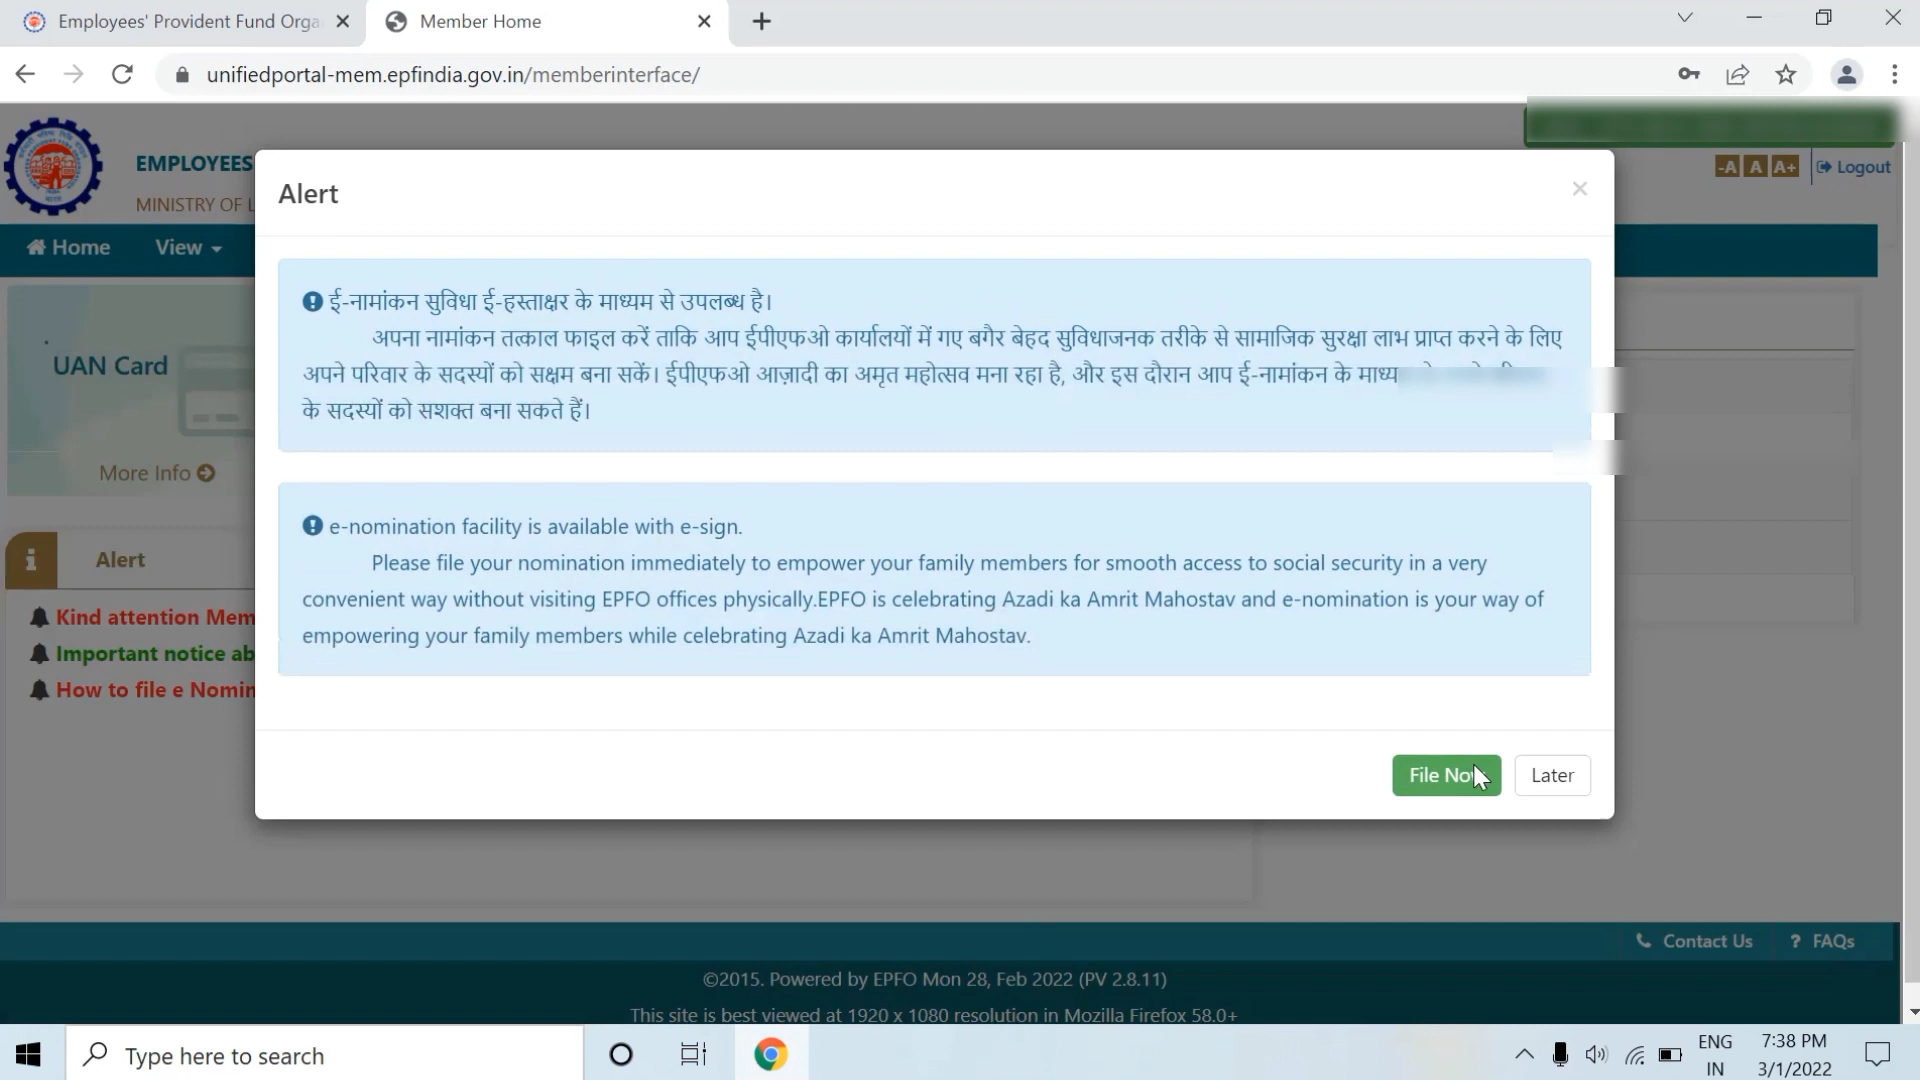 Employees' Provident Fund Orga
Member Home
unifiedportal-mem.epfindia.gov.in/memberinterface/
EMPLOYEES
MINISTRY OF L
-A A A+ Logout
Home View
Alert
ई-नामांकन सुविधा ई-हस्ताक्षर के माध्यम से उपलब्ध है।
अपना नामांकन तत्काल फाइल करें ताकि आप ईपीएफओ कार्यालयों में गए बगैर बेहद सुविधाजनक तरीके से सामाजिक सुरक्षा लाभ प्राप्त करने के लिए
अपने परिवार के सदस्यों को सक्षम बना सकें। ईपीएफओ आज़ादी का अमृत महोत्सव मना रहा है, और इस दौरान आप ई-नामांकन के
के सदस्यों को सशक्त बना सकते हैं।
e-nomination facility is available with e-sign.
Please file your nomination immediately to empower your family members for smooth access to social security in a very
convenient way without visiting EPFO offices physically.EPFO is celebrating Azadi ka Amrit Mahostav and e-nomination is your way of
empowering your family members while celebrating Azadi ka Amrit Mahostav.
File Now Later
UAN Card
More Info
Alert
Kind attention Mem
Important notice ab
How to file e Nomin
Contact Us ? FAQs
©2015. Powered by EPFO Mon 28, Feb 2022 (PV 2.8.11)
This site is best viewed at 1920 x 1080 resolution in Mozilla Firefox 58.0+
Type here to search
ENG
IN
7:38 PM
3/1/2022